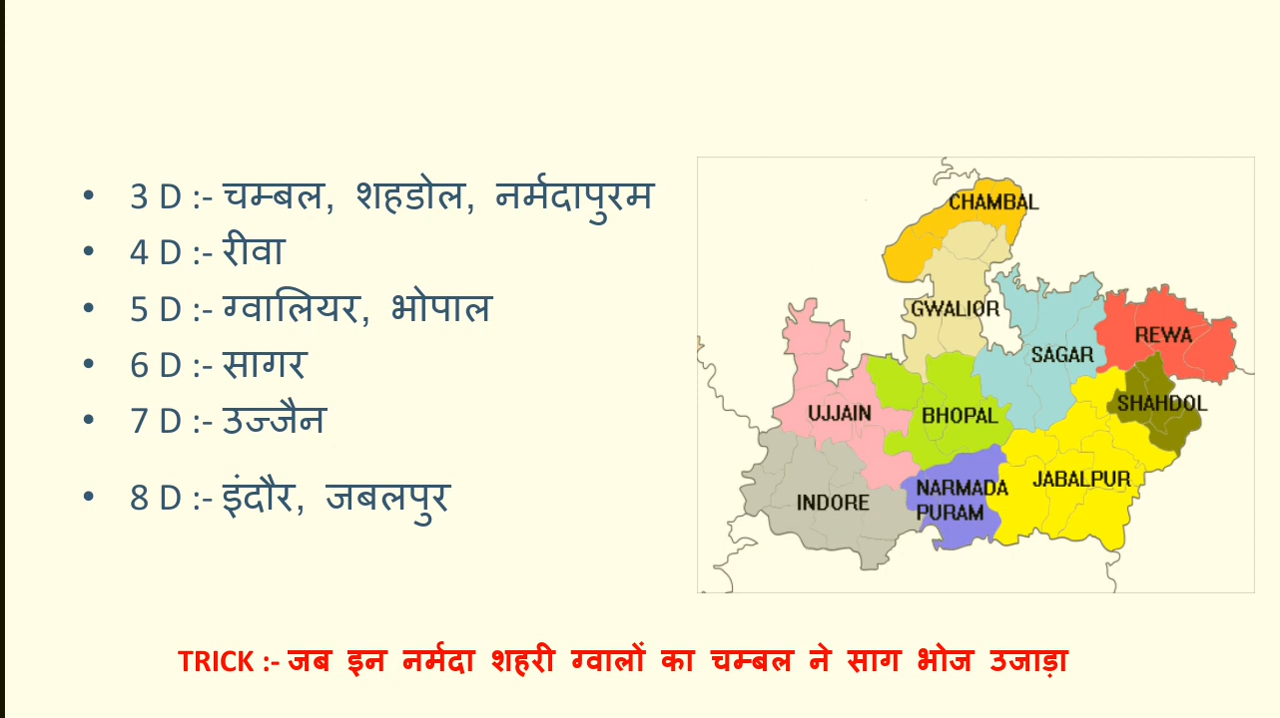 • 3 D :- चम्बल, शहडोल, नर्मदापुरम
• 4 D :- रीवा
• 5 D :- ग्वालियर, भोपाल
• 6 D :- सागर
• 7 D :- उज्जैन
• 8 D :- इंदौर, जबलपुर
CHAMBAL
GWALIOR
REWA
SAGAR
SHAHDOL
UJJAIN
BHOPAL
JABALPUR
INDORE
NARMADA
PURAM
TRICK :- जब इन नर्मदा शहरी ग्वालों का चम्बल ने साग भोज उजाड़ा